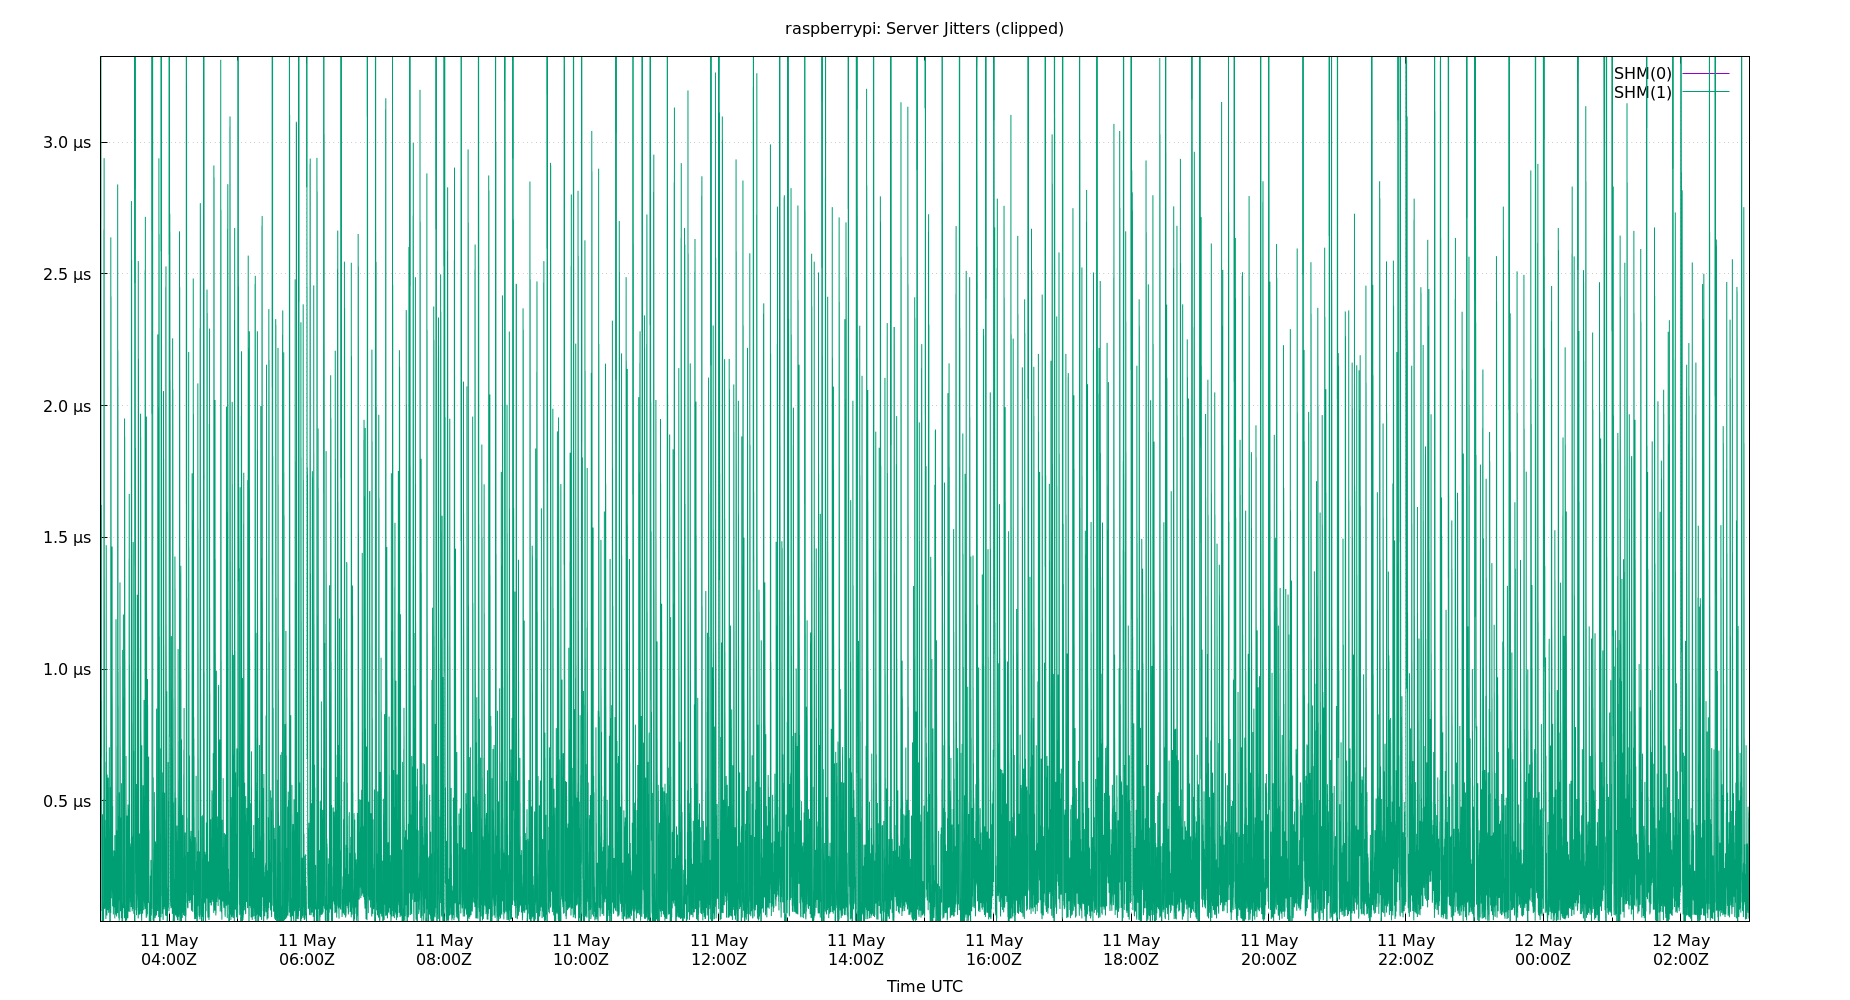 raspberrypi: Server Jitters (clipped)
SHM(0)
SHM(1)
3.0 µs
2.5 µs
2.0 µs
1.5 µs
1.0 µs
0.5 µs
11 May 11 May 11 May 11 May 11 May 11 May 11 May 11 May 11 May 11 May 12 May 12 May
04:00Z 06:00Z 08:00Z 10:00Z 12:00Z 14:00Z 16:00Z 18:00Z 20:00Z 22:00Z 00:00Z 02:00Z
Time UTC